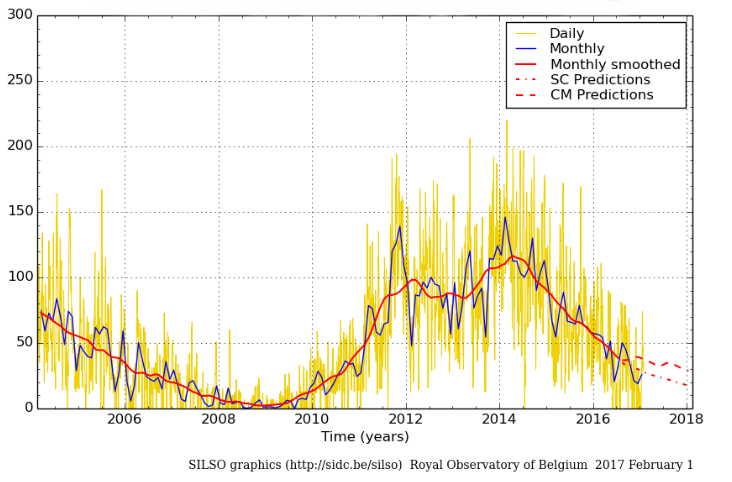 300
250
200
150
100
50
0
Daily
Monthly
Monthly smoothed
SC Predictions
CM Predictions
2006 2008 2010 2012 2014 2016 2018
Time (years)
SILSO graphics (http://sidc.be/silso) Royal Observatory of Belgium 2017 February 1